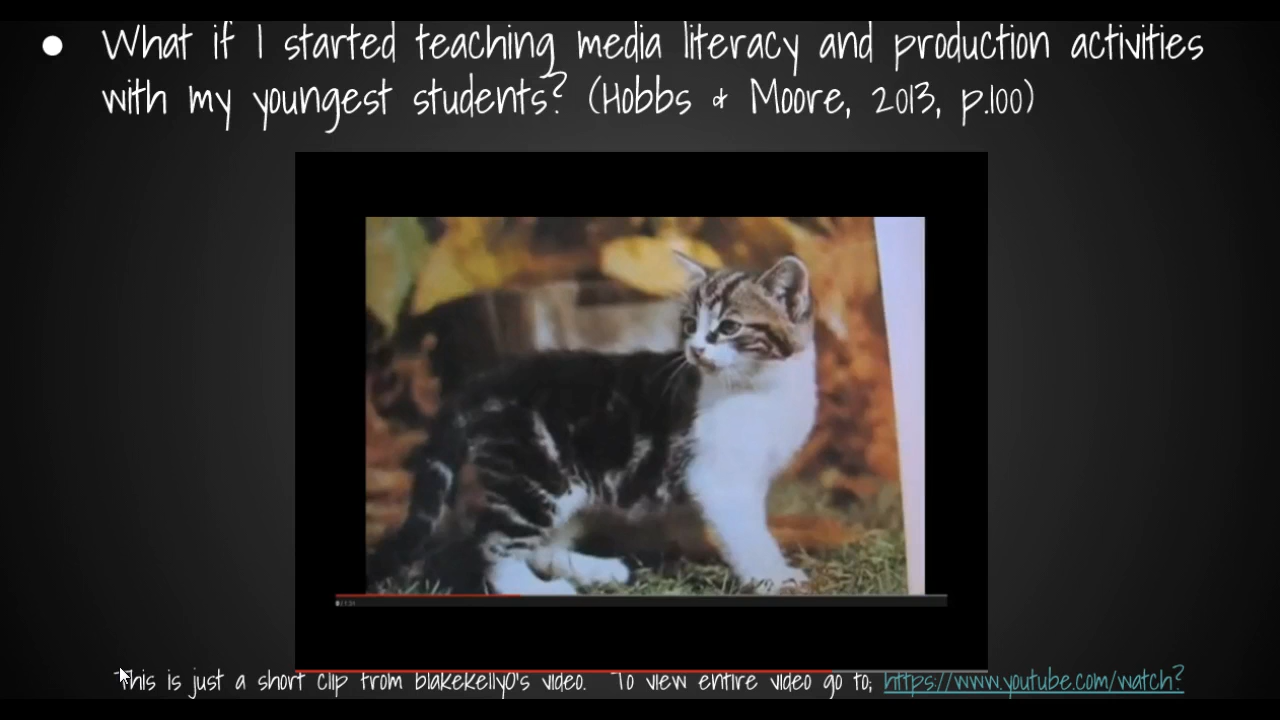 What if I started teaching media literacy and production activities
with my youngest students? (Hobbs & Moore, 2013, p.100)
This is just a short clip from blakekelly0's video. To view entire video go to; https://www.youtube.com/watch?